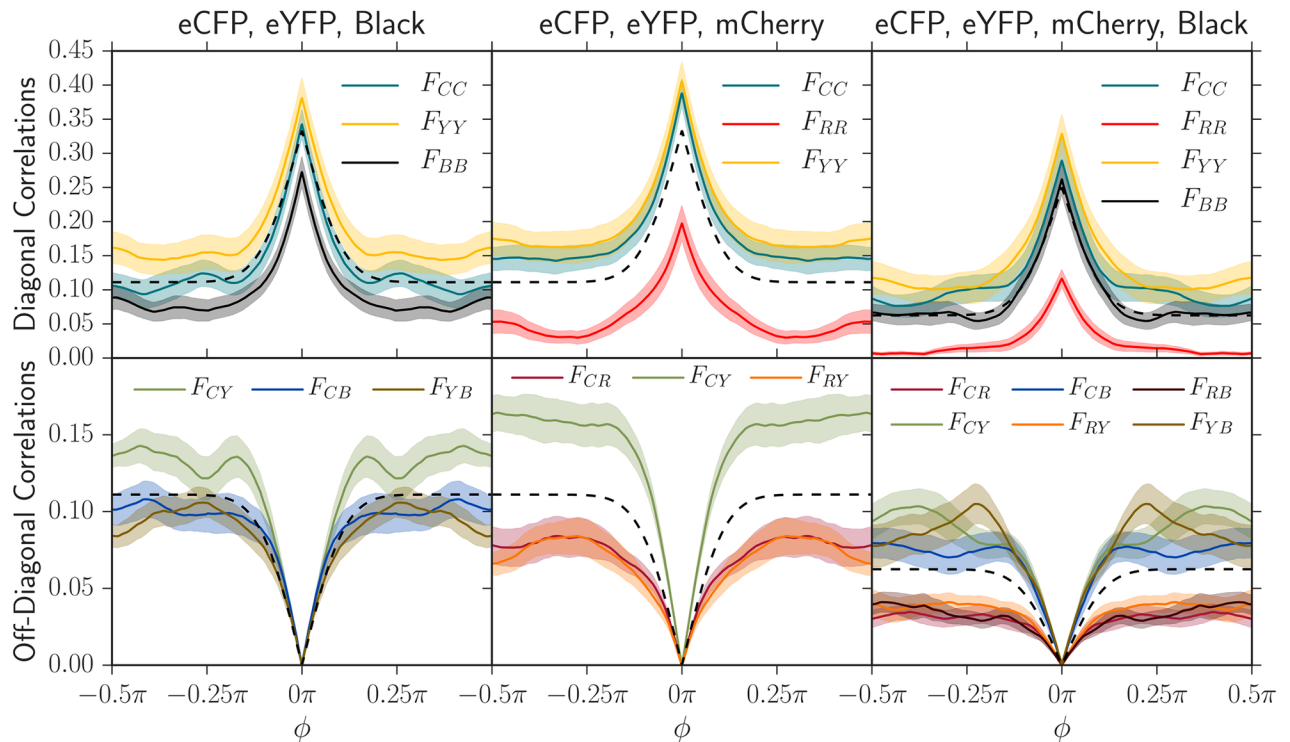 eCFP, eYFP, Black
eCFP, eYFP, mCherry
eCFP, eYFP, mCherry, Black
Diagonal Correlations
0.45
0.40
0.35
0.30
0.25
0.20
0.15
0.10
0.05
0.00
F_CC
F_YY
F_BB
F_CC
F_RR
F_YY
F_CC
F_RR
F_YY
F_BB
Off-Diagonal Correlations
0.15
0.10
0.05
0.00
F_CY F_CB F_YB
F_CR F_CY F_RY
F_CR F_CB F_RB
F_CY F_RY F_YB
−0.5π −0.25π 0π 0.25π −0.5π −0.25π 0π 0.25π −0.5π −0.25π 0π 0.25π 0.5π
ϕ ϕ ϕ